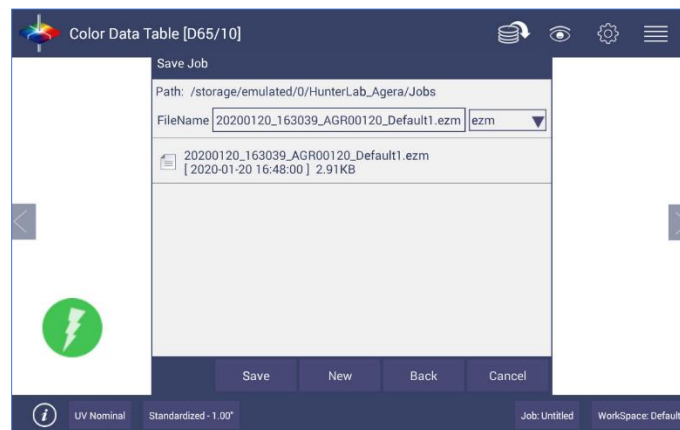 Color Data Table [D65/10]
Save Job
Path: /storage/emulated/0/HunterLab_Agera/Jobs
FileName 20200120_163039_AGR00120_Default1.ezm ezm
20200120_163039_AGR00120_Default1.ezm
[ 2020-01-20 16:48:00 ] 2.91KB
Save New Back Cancel
i UV Nominal Standardized - 1.00" Job: Untitled WorkSpace: Default